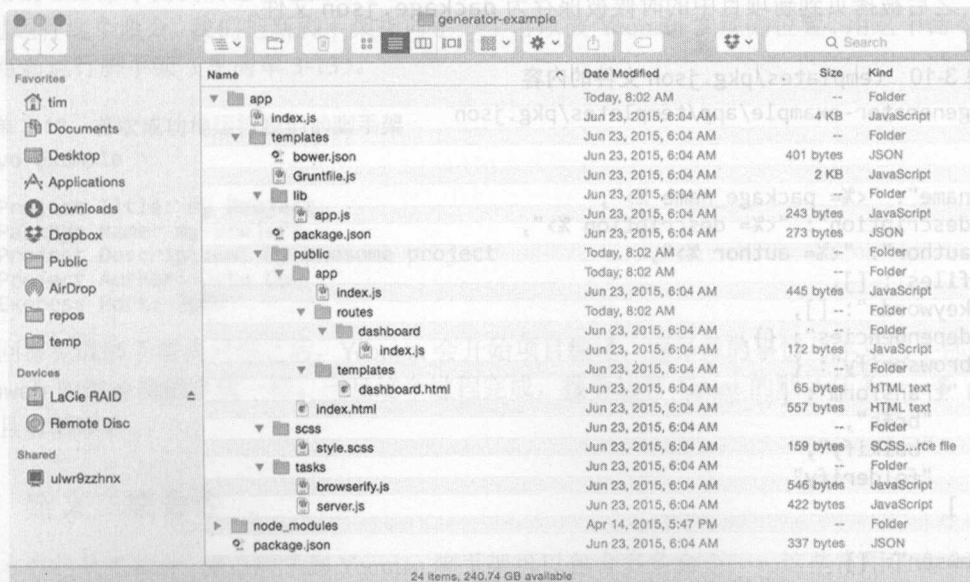 generator-example
Search
Favorites
tim
Documents
Desktop
Applications
Downloads
Dropbox
Public
AirDrop
repos
temp
Devices
LaCie RAID
Remote Disc
Shared
ulwr9zzhnx
Name Date Modified Size Kind
app Today, 8:02 AM -- Folder
index.js Jun 23, 2015, 6:04 AM 4 KB JavaScript
templates Jun 23, 2015, 6:04 AM -- Folder
bower.json Jun 23, 2015, 6:04 AM 401 bytes JSON
Gruntfile.js Jun 23, 2015, 6:04 AM 2 KB JavaScript
lib Jun 23, 2015, 6:04 AM -- Folder
app.js Jun 23, 2015, 6:04 AM 243 bytes JavaScript
package.json Jun 23, 2015, 6:04 AM 273 bytes JSON
public Today, 8:02 AM -- Folder
app Today, 8:02 AM -- Folder
index.js Jun 23, 2015, 6:04 AM 445 bytes JavaScript
routes Today, 8:02 AM -- Folder
dashboard Jun 23, 2015, 6:04 AM -- Folder
index.js Jun 23, 2015, 6:04 AM 172 bytes JavaScript
templates Jun 23, 2015, 6:04 AM -- Folder
dashboard.html Jun 23, 2015, 6:04 AM 65 bytes HTML text
index.html Jun 23, 2015, 6:04 AM 557 bytes HTML text
scss Jun 23, 2015, 6:04 AM -- Folder
style.scss Jun 23, 2015, 6:04 AM 159 bytes SCSS...rce file
tasks Jun 23, 2015, 6:04 AM -- Folder
browserify.js Jun 23, 2015, 6:04 AM 546 bytes JavaScript
server.js Jun 23, 2015, 6:04 AM 422 bytes JavaScript
node_modules Apr 14, 2015, 5:47 PM -- Folder
package.json Jun 23, 2015, 6:04 AM 337 bytes JSON
24 items, 240.74 GB available